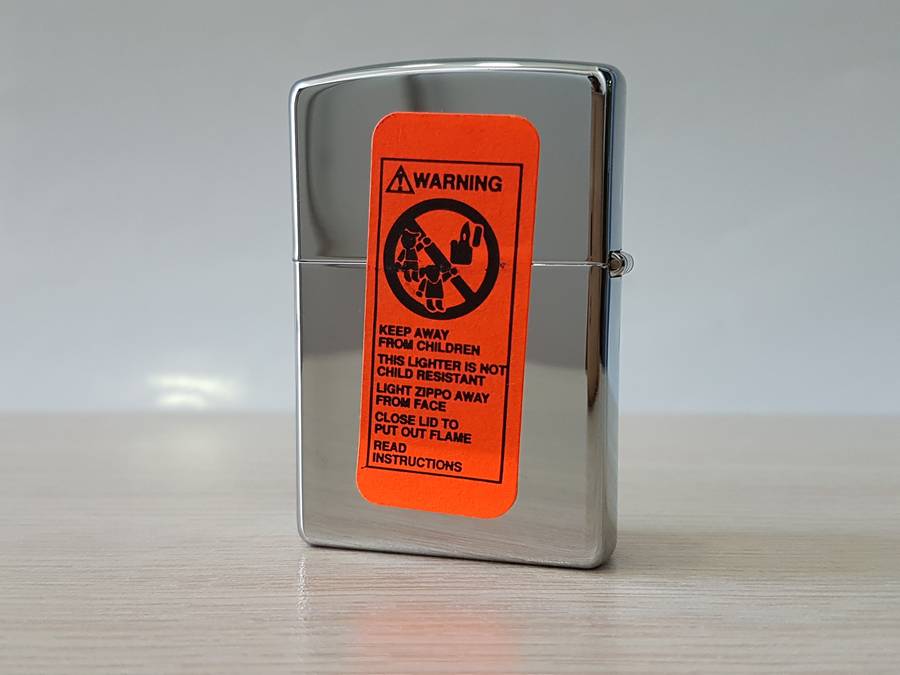 WARNING
KEEP AWAY
FROM CHILDREN
THIS LIGHTER IS NOT
CHILD RESISTANT
LIGHT ZIPPO AWAY
FROM FACE
CLOSE LID TO
PUT OUT FLAME
READ
INSTRUCTIONS